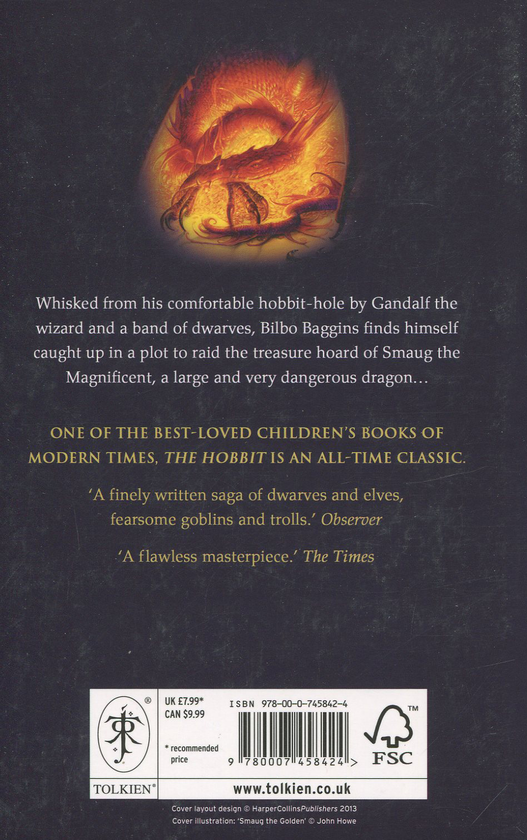 Whisked from his comfortable hobbit-hole by Gandalf the
wizard and a band of dwarves, Bilbo Baggins finds himself
caught up in a plot to raid the treasure hoard of Smaug the
Magnificent, a large and very dangerous dragon…
ONE OF THE BEST-LOVED CHILDREN’S BOOKS OF
MODERN TIMES, THE HOBBIT IS AN ALL-TIME CLASSIC.
‘A finely written saga of dwarves and elves,
fearsome goblins and trolls.’ Observer
‘A flawless masterpiece.’ The Times
®
TOLKIEN®
UK £7.99*
CAN $9.99
* recommended
price
ISBN 978-00-0-745842-4
9 780007 458424 >
™
FSC
www.tolkien.co.uk
Cover layout design © HarperCollinsPublishers 2013
Cover illustration: ‘Smaug the Golden’ © John Howe